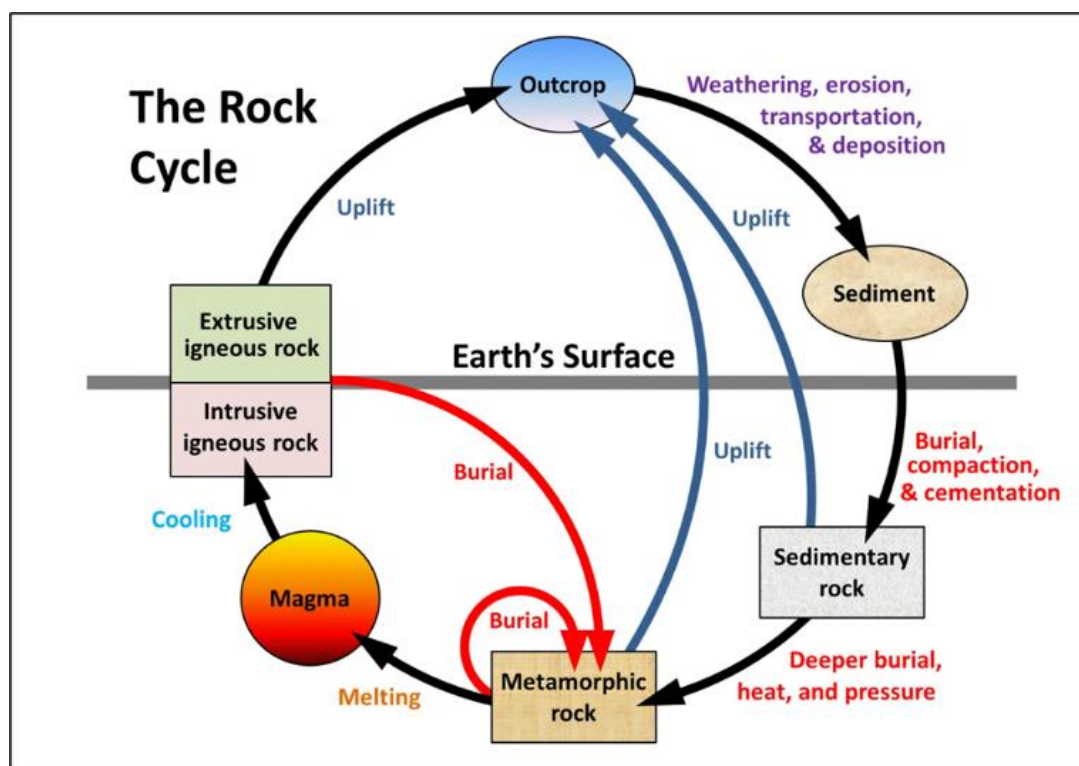 The Rock
Cycle
Outcrop
Weathering, erosion,
transportation,
& deposition
Uplift
Uplift
Sediment
Extrusive
igneous rock
Earth's Surface
Intrusive
igneous rock
Burial
Uplift
Burial,
compaction,
& cementation
Cooling
Sedimentary
rock
Magma
Burial
Deeper burial,
heat, and pressure
Metamorphic
rock
Melting